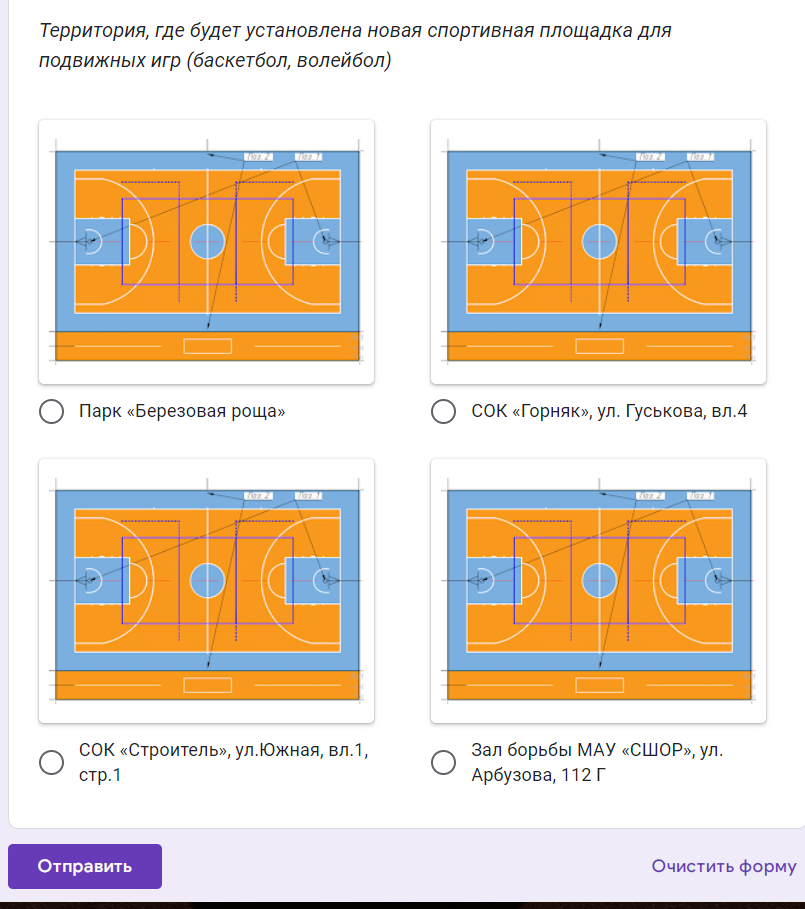 Территория, где будет установлена новая спортивная площадка для
подвижных игр (баскетбол, волейбол)
Поз. 2 Поз. 1
Поз. 2 Поз. 1
Парк «Березовая роща»
СОК «Горняк», ул. Гуськова, вл.4
Поз. 2 Поз. 1
Поз. 2 Поз. 1
СОК «Строитель», ул.Южная, вл.1,
стр.1
Зал борьбы МАУ «СШОР», ул.
Арбузова, 112 Г
Отправить
Очистить форму